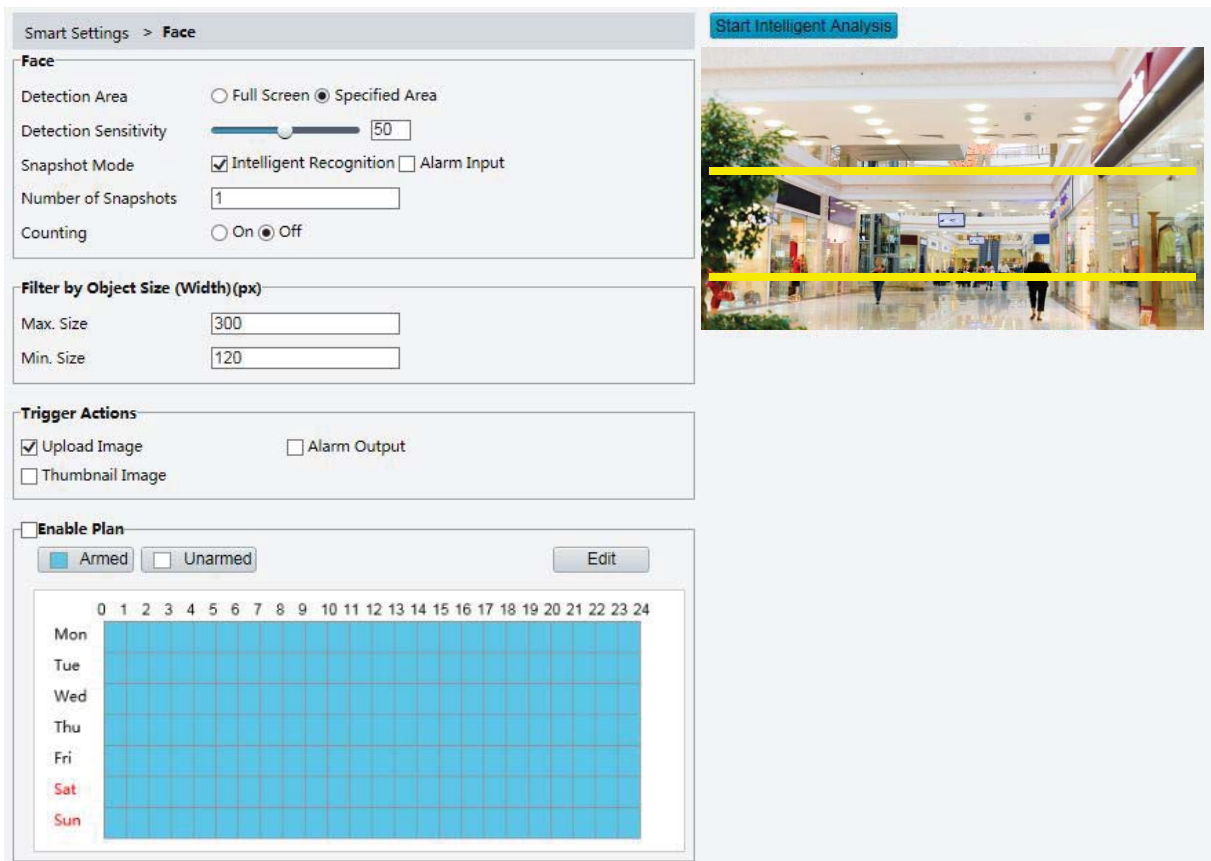 Smart Settings > Face
Start Intelligent Analysis
Face
Detection Area Full Screen Specified Area
Detection Sensitivity 50
Snapshot Mode Intelligent Recognition Alarm Input
Number of Snapshots 1
Counting On Off
Filter by Object Size (Width)(px)
Max. Size 300
Min. Size 120
Trigger Actions
Upload Image Alarm Output
Thumbnail Image
Enable Plan
Armed Unarmed Edit
0 1 2 3 4 5 6 7 8 9 10 11 12 13 14 15 16 17 18 19 20 21 22 23 24
Mon
Tue
Wed
Thu
Fri
Sat
Sun